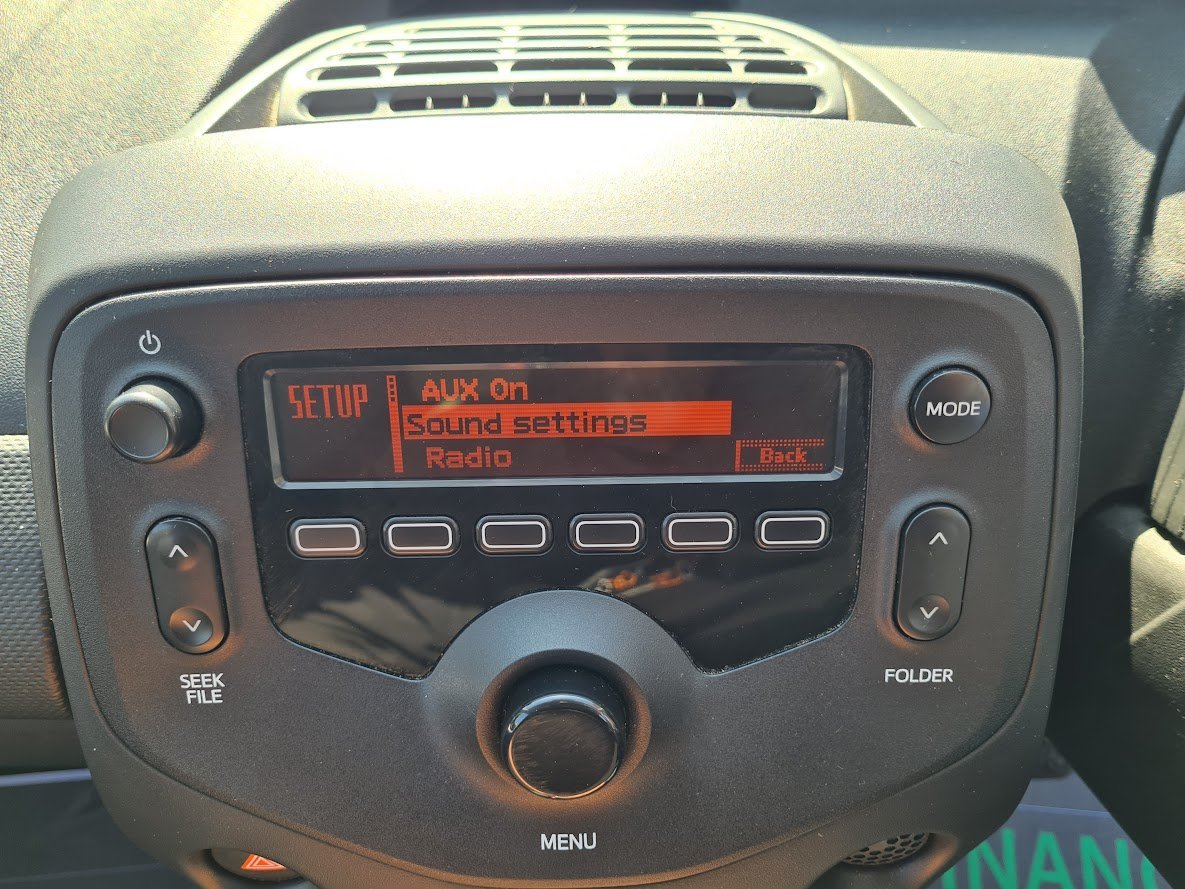 SETUP
AUX On
Sound settings
Radio
Back
MODE
SEEK
FILE
FOLDER
MENU